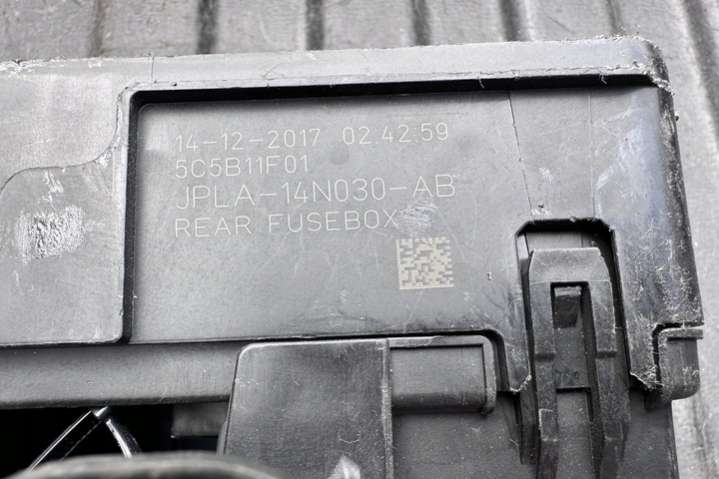 14-12-2017 02:42:59
5C5B11F01
JPLA-14N030-AB
REAR FUSEBOX